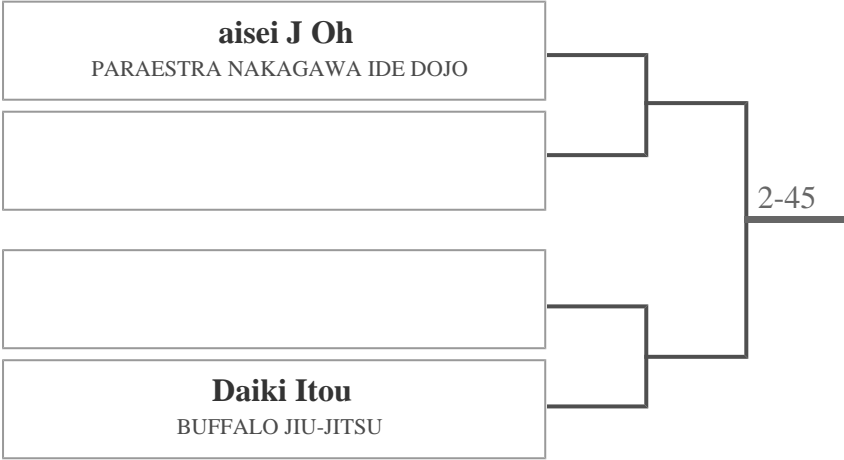 aisei J Oh
PARAESTRA NAKAGAWA IDE DOJO
2-45
Daiki Itou
BUFFALO JIU-JITSU